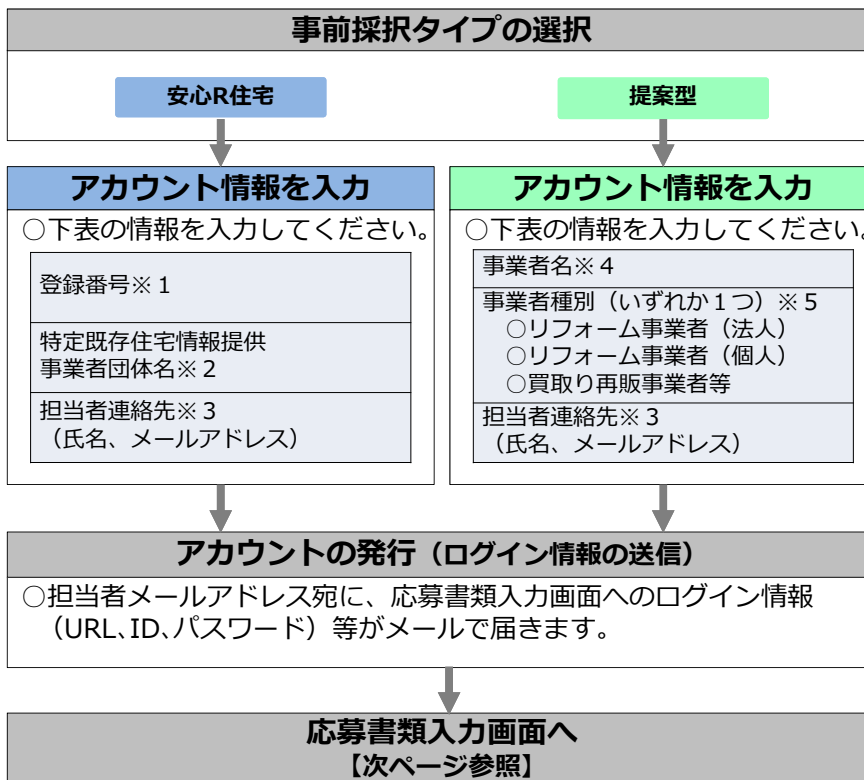 事前採択タイプの選択
安心R住宅
提案型
アカウント情報を入力
○下表の情報を入力してください。
登録番号※1
特定既存住宅情報提供
事業者団体名※2
担当者連絡先※3
（氏名、メールアドレス）
アカウント情報を入力
○下表の情報を入力してください。
事業者名※4
事業者種別（いずれか１つ）※5
○リフォーム事業者（法人）
○リフォーム事業者（個人）
○買取り再販事業者等
担当者連絡先※3
（氏名、メールアドレス）
アカウントの発行（ログイン情報の送信）
○担当者メールアドレス宛に、応募書類入力画面へのログイン情報
（URL、ID、パスワード）等がメールで届きます。
応募書類入力画面へ
【次ページ参照】